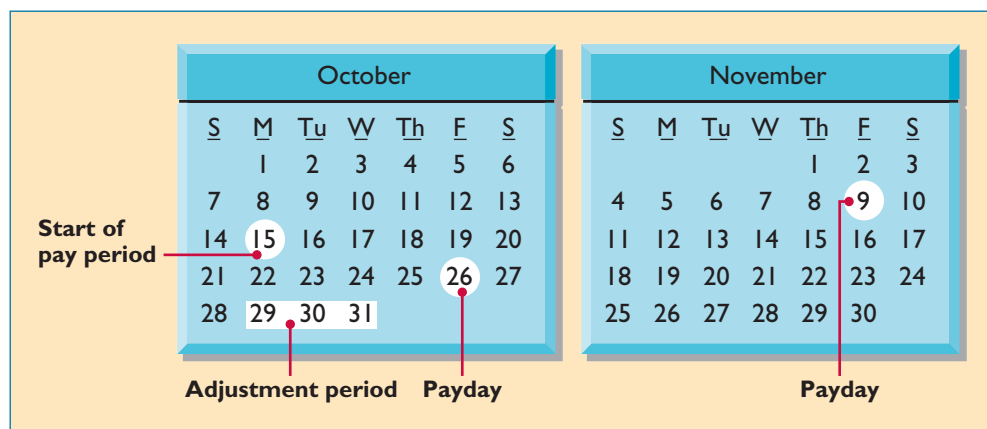 October
S M Tu W Th F S
1 2 3 4 5 6
7 8 9 10 11 12 13
14 15 16 17 18 19 20
21 22 23 24 25 26 27
28 29 30 31
November
S M Tu W Th F S
1 2 3
4 5 6 7 8 9 10
11 12 13 14 15 16 17
18 19 20 21 22 23 24
25 26 27 28 29 30
Start of
pay period
Adjustment period
Payday
Payday